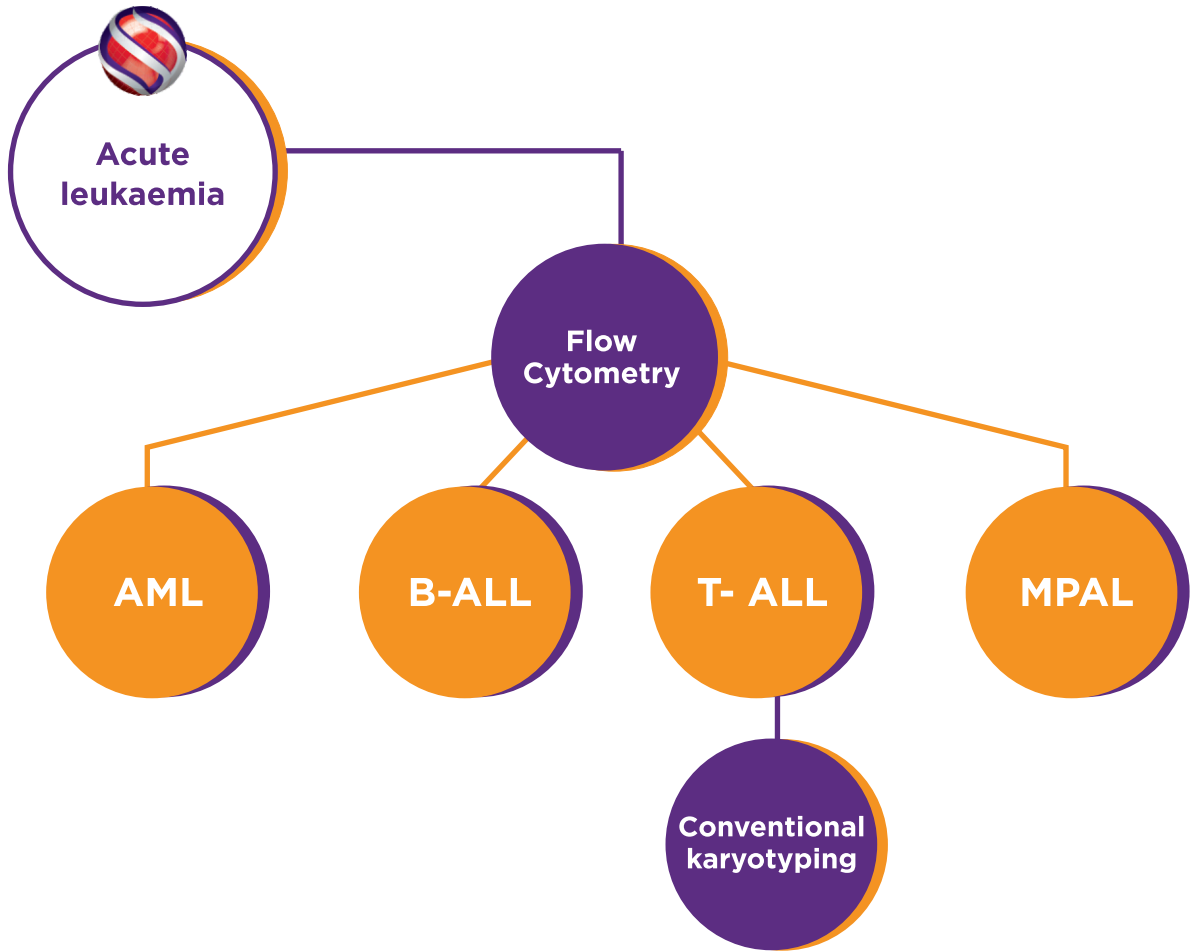 Acute
leukaemia
Flow
Cytometry
AML
B-ALL
T- ALL
MPAL
Conventional
karyotyping